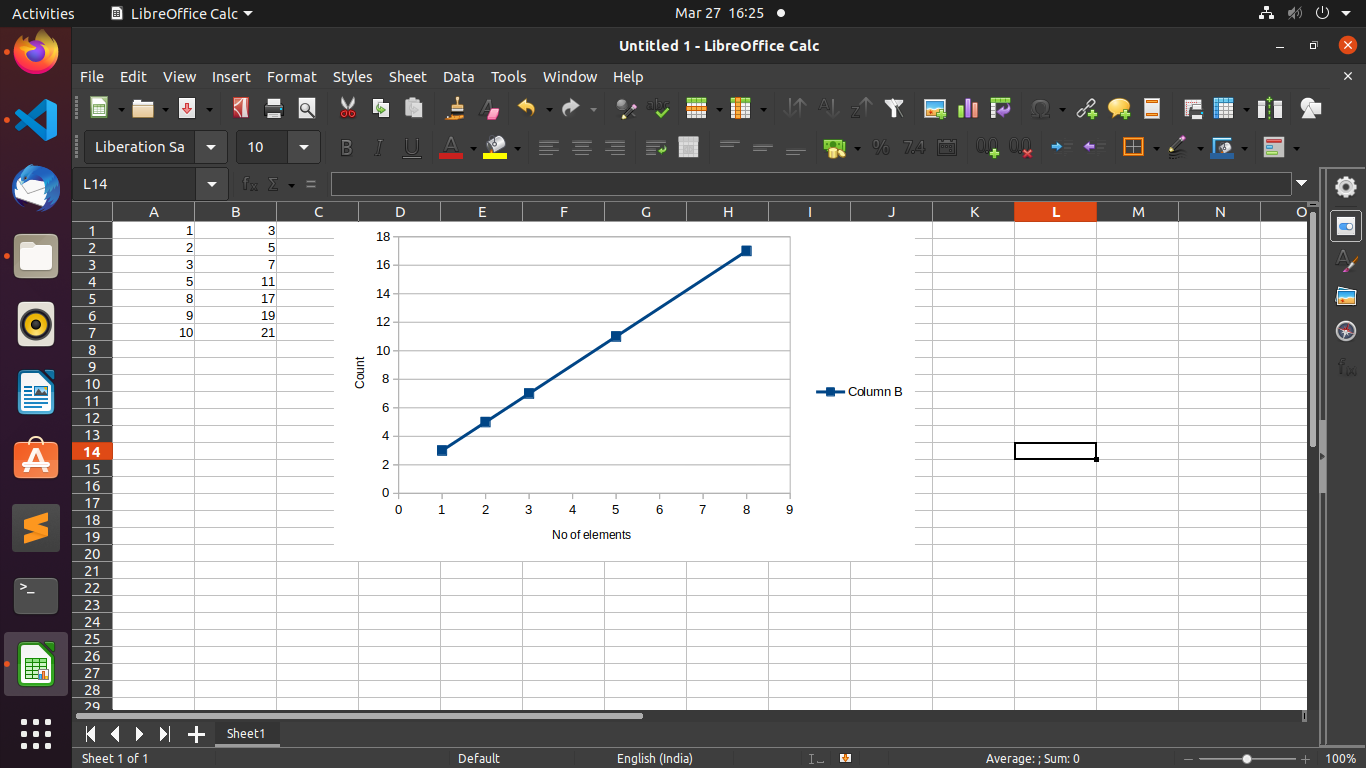 Activities LibreOffice Calc Mar 27 16:25
Untitled 1 - LibreOffice Calc
File Edit View Insert Format Styles Sheet Data Tools Window Help
Liberation Sa 10
L14
A B C D E F G H I J K L M N O
1 1 3
2 2 5
3 3 7
4 5 11
5 8 17
6 9 19
7 10 21
8
9
10
11
12
13
14
15
16
17
18
19
20
21
22
23
24
25
26
27
28
29
18
16
14
12
10
8
6
4
2
0
Count
0 1 2 3 4 5 6 7 8 9
No of elements
Column B
Sheet1
Sheet 1 of 1 Default English (India) Average: ; Sum: 0 100%